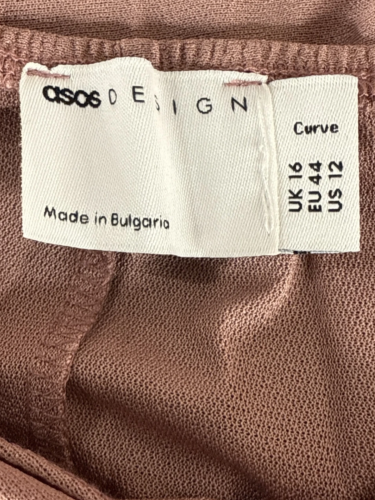 asos DESIGN
Made in Bulgaria
Curve
UK 16
EU 44
US 12